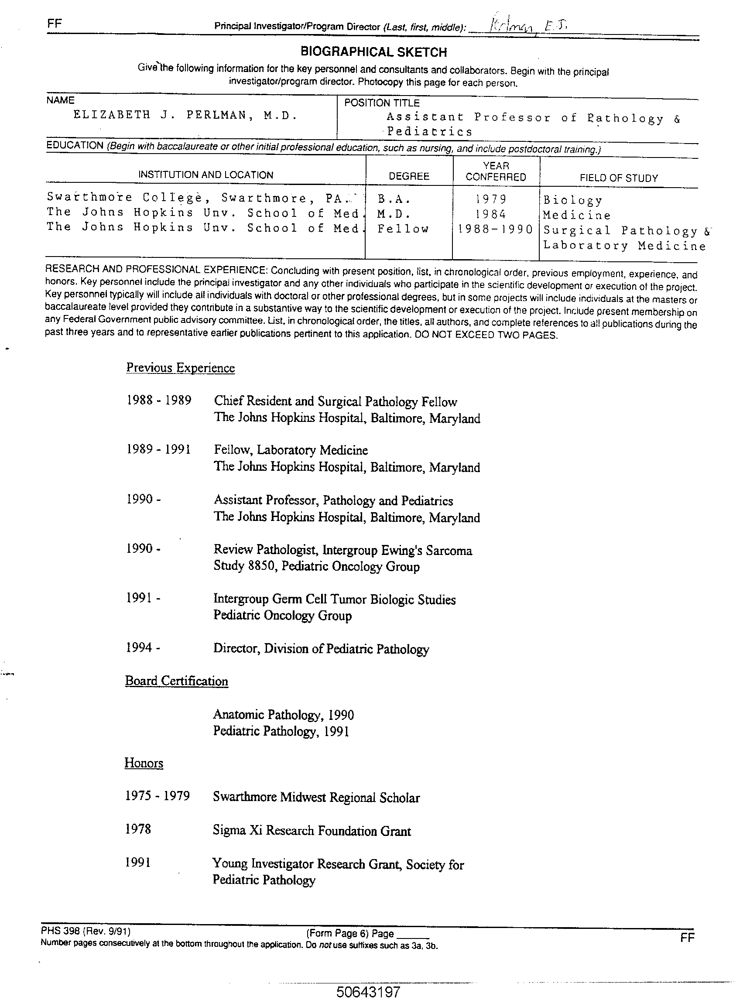 FF
Principal Investigator/Program Director (Last, first, middle): Perlman, E.J.
BIOGRAPHICAL SKETCH
Give the following information for the key personnel and consultants and collaborators. Begin with the principal
investigator/program director. Photocopy this page for each person.
NAME
ELIZABETH J. PERLMAN, M.D.
POSITION TITLE
Assistant Professor of Pathology &
Pediatrics
EDUCATION (Begin with baccalaureate or other initial professional education, such as nursing, and include postdoctoral training.)
INSTITUTION AND LOCATION DEGREE YEAR CONFERRED FIELD OF STUDY
Swarthmore College, Swarthmore, PA. B.A. 1979 Biology
The Johns Hopkins Unv. School of Med. M.D. 1984 Medicine
The Johns Hopkins Unv. School of Med. Fellow 1988-1990 Surgical Pathology &
Laboratory Medicine
RESEARCH AND PROFESSIONAL EXPERIENCE: Concluding with present position, list, in chronological order, previous employment, experience, and
honors. Key personnel include the principal investigator and any other individuals who participate in the scientific development or execution of the project.
Key personnel typically will include all individuals with doctoral or other professional degrees, but in some projects will include individuals at the masters or
baccalaureate level provided they contribute in a substantive way to the scientific development or execution of the project. Include present membership on
any Federal Government public advisory committee. List, in chronological order, the titles, all authors, and complete references to all publications during the
past three years and to representative earlier publications pertinent to this application. DO NOT EXCEED TWO PAGES.
Previous Experience
1988 - 1989 Chief Resident and Surgical Pathology Fellow
The Johns Hopkins Hospital, Baltimore, Maryland
1989 - 1991 Fellow, Laboratory Medicine
The Johns Hopkins Hospital, Baltimore, Maryland
1990 - Assistant Professor, Pathology and Pediatrics
The Johns Hopkins Hospital, Baltimore, Maryland
1990 - Review Pathologist, Intergroup Ewing's Sarcoma
Study 8850, Pediatric Oncology Group
1991 - Intergroup Germ Cell Tumor Biologic Studies
Pediatric Oncology Group
1994 - Director, Division of Pediatric Pathology
Board Certification
Anatomic Pathology, 1990
Pediatric Pathology, 1991
Honors
1975 - 1979 Swarthmore Midwest Regional Scholar
1978 Sigma Xi Research Foundation Grant
1991 Young Investigator Research Grant, Society for
Pediatric Pathology
PHS 398 (Rev. 9/91) (Form Page 6) Page
FF
Number pages consecutively at the bottom throughout the application. Do not use suffixes such as 3a, 3b.
50643197